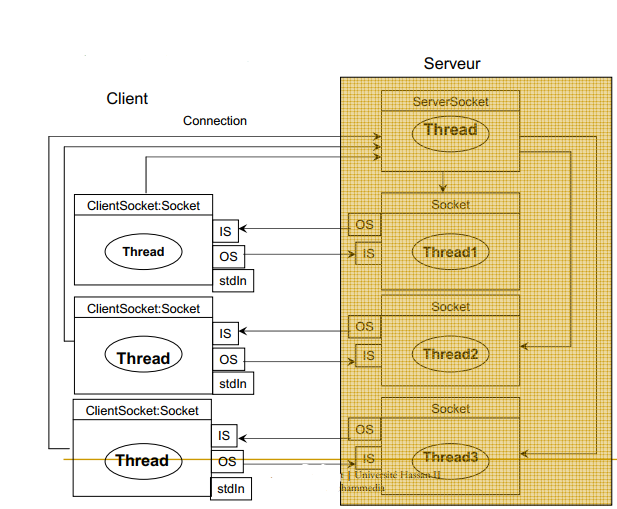 Serveur
Client
Connection
ServerSocket
Thread
ClientSocket:Socket
Thread
IS
OS
stdIn
Socket
OS
IS
Thread1
ClientSocket:Socket
Thread
IS
OS
stdIn
Socket
OS
IS
Thread2
ClientSocket:Socket
Thread
IS
OS
stdIn
Socket
OS
IS
Thread3
Université Hassan II
hammedia